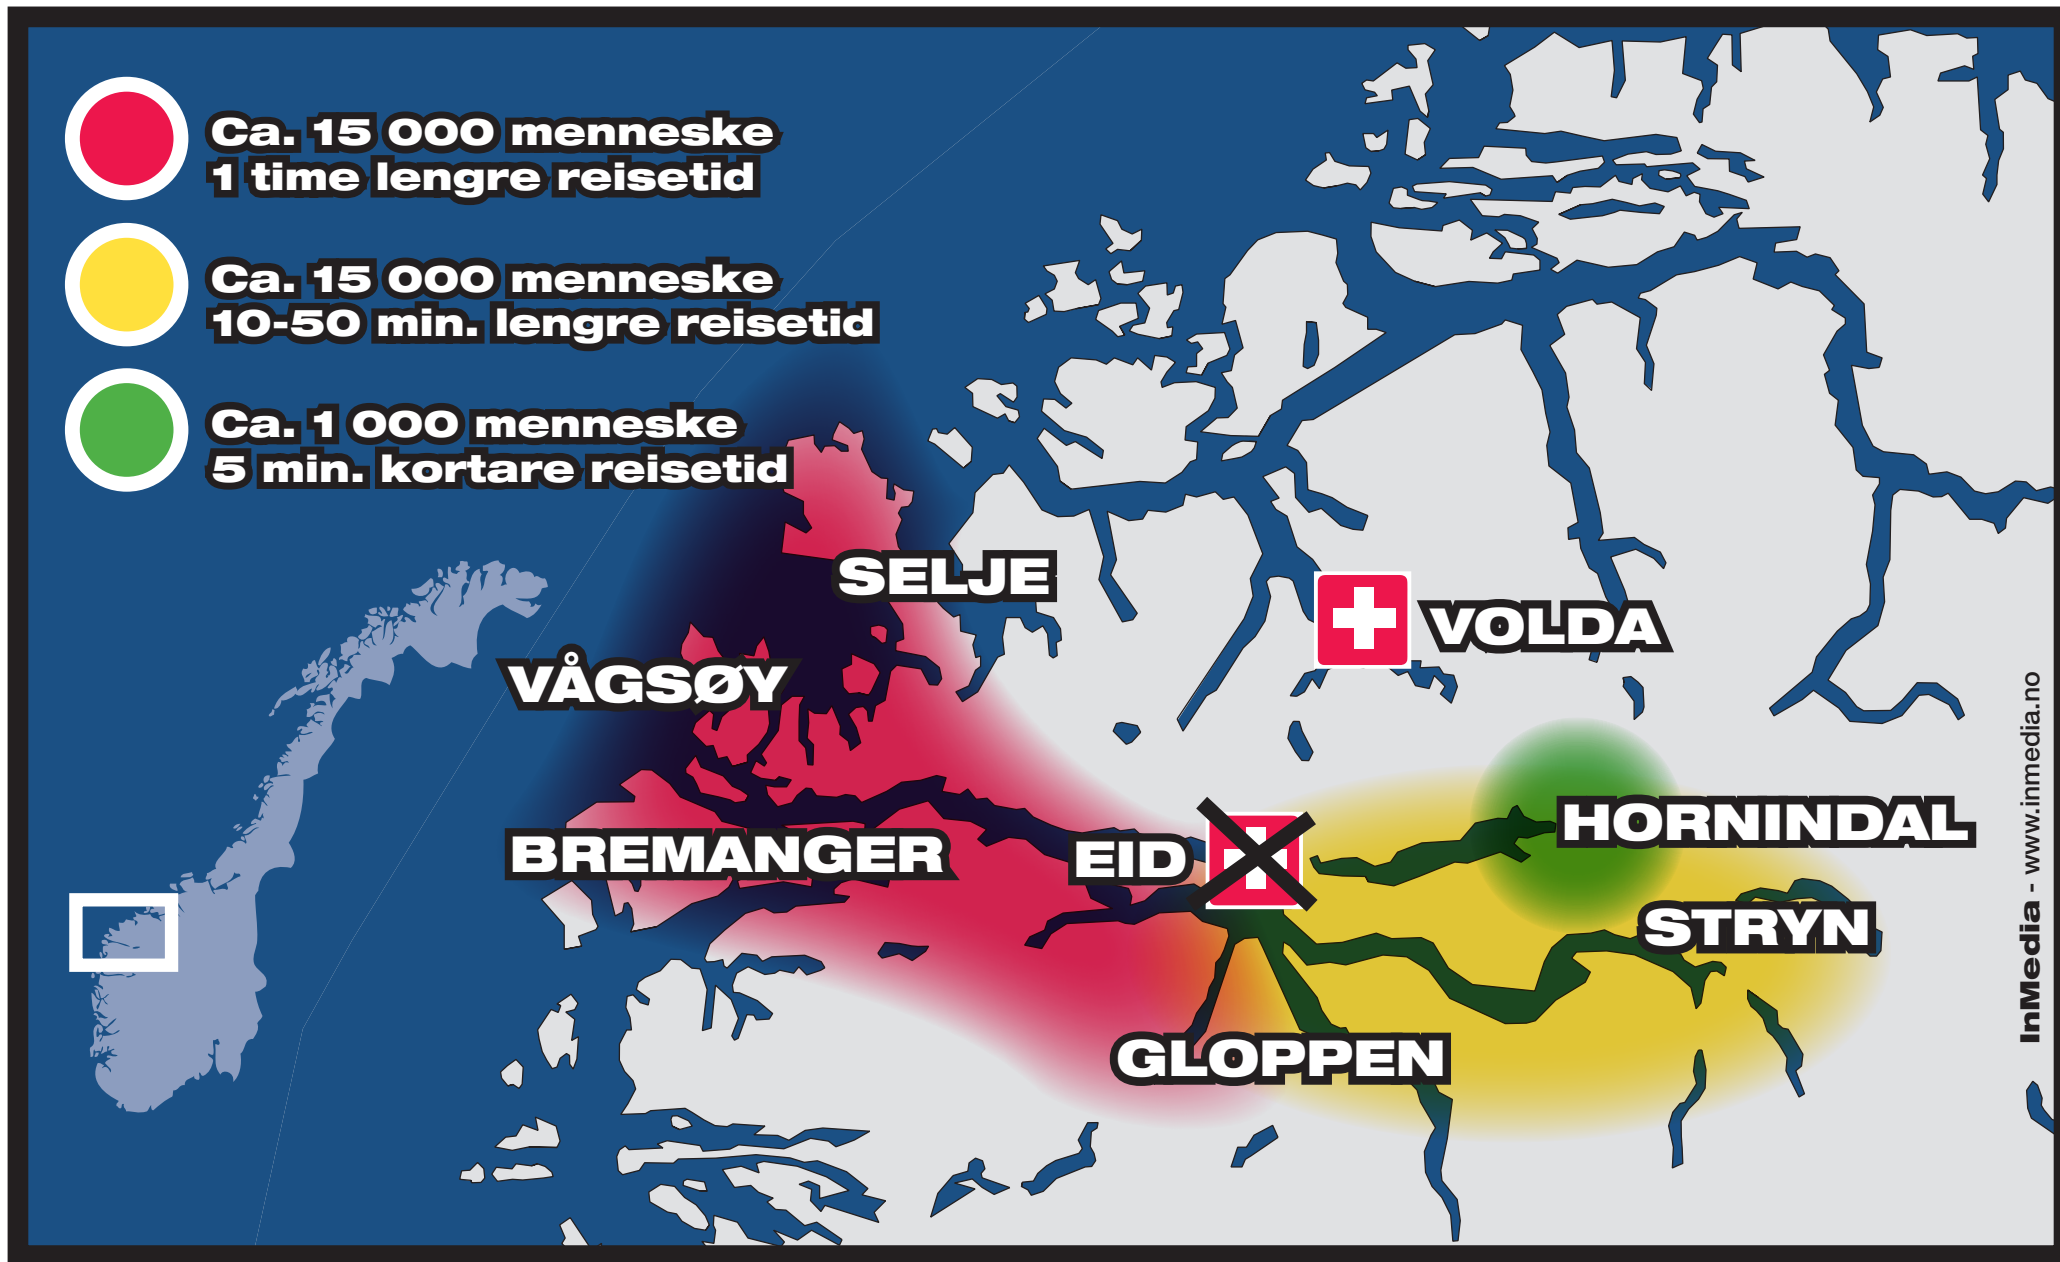 Ca. 15 000 menneske
1 time lengre reisetid
Ca. 15 000 menneske
10-50 min. lengre reisetid
Ca. 1 000 menneske
5 min. kortare reisetid
SELJE
VOLDA
VÅGSØY
HORNINDAL
BREMANGER
EID
STRYN
GLOPPEN
InMedia - www.inmedia.no